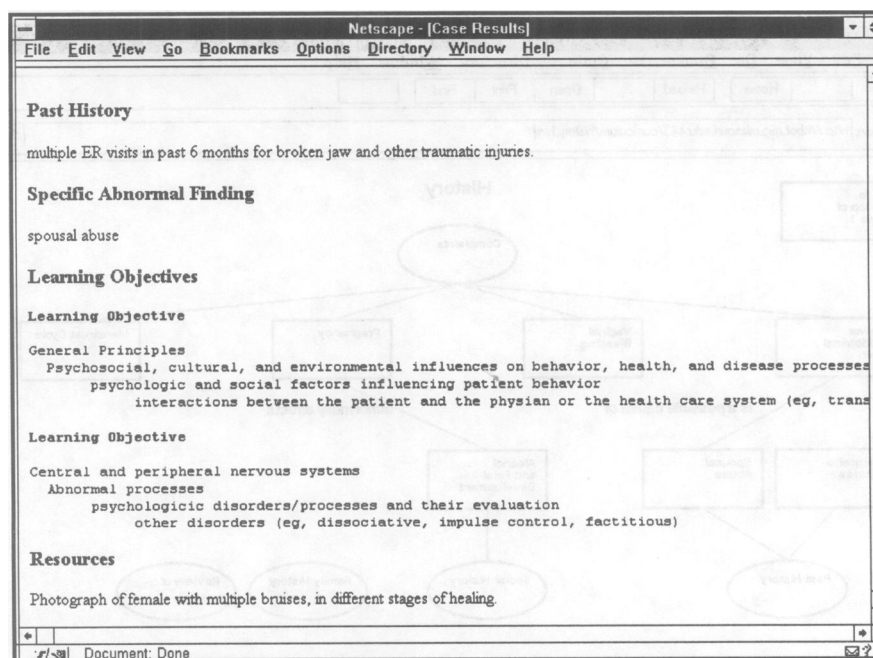 Netscape - [Case Results]
File Edit View Go Bookmarks Options Directory Window Help
Past History
multiple ER visits in past 6 months for broken jaw and other traumatic injuries.
Specific Abnormal Finding
spousal abuse
Learning Objectives
Learning Objective
General Principles
Psychosocial, cultural, and environmental influences on behavior, health, and disease processes
psychologic and social factors influencing patient behavior
interactions between the patient and the physian or the health care system (eg, trans
Learning Objective
Central and peripheral nervous systems
Abnormal processes
psychologicic disorders/processes and their evaluation
other disorders (eg, dissociative, impulse control, factitious)
Resources
Photograph of female with multiple bruises, in different stages of healing.
Document: Done